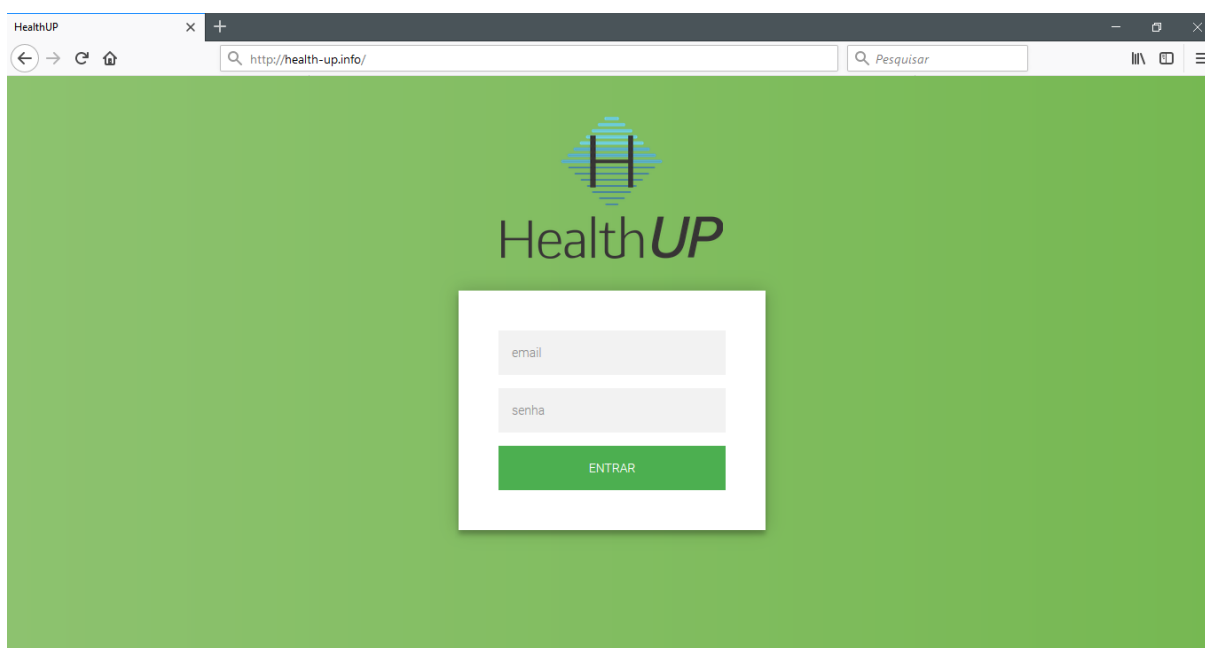 HealthUP
http://health-up.info/
Pesquisar
H
HealthUP
email
senha
ENTRAR